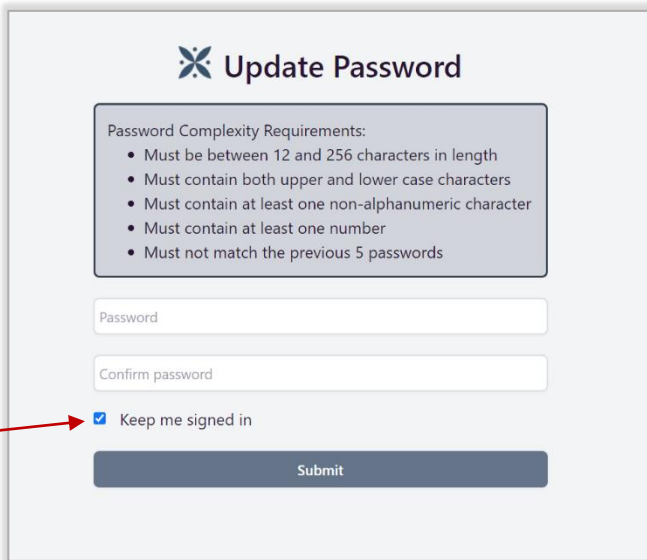 Update Password
Password Complexity Requirements:
• Must be between 12 and 256 characters in length
• Must contain both upper and lower case characters
• Must contain at least one non-alphanumeric character
• Must contain at least one number
• Must not match the previous 5 passwords
Password
Confirm password
Keep me signed in
Submit